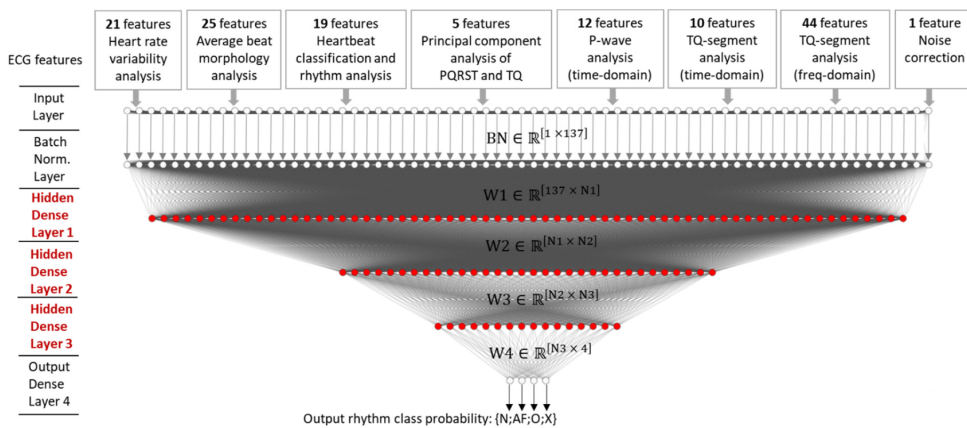 21 features
Heart rate
variability
analysis
25 features
Average beat
morphology
analysis
19 features
Heartbeat
classification and
rhythm analysis
5 features
Principal component
analysis of
PQRST and TQ
12 features
P-wave
analysis
(time-domain)
10 features
TQ-segment
analysis
(time-domain)
44 features
TQ-segment
analysis
(freq-domain)
1 feature
Noise
correction
ECG features
Input
Layer
Batch
Norm.
Layer
Hidden
Dense
Layer 1
Hidden
Dense
Layer 2
Hidden
Dense
Layer 3
Output
Dense
Layer 4
BN ∈ ℝ[1 ×137]
W1 ∈ ℝ[137 × N1]
W2 ∈ ℝ[N1 × N2]
W3 ∈ ℝ[N2 × N3]
W4 ∈ ℝ[N3 × 4]
Output rhythm class probability: {N;AF;O;X}